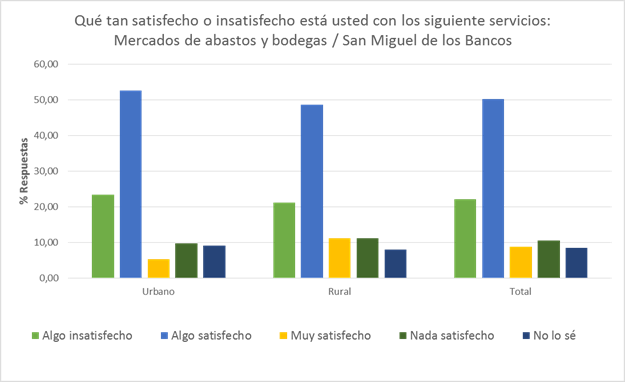 Qué tan satisfecho o insatisfecho está usted con los siguiente servicios:
Mercados de abastos y bodegas / San Miguel de los Bancos
60,00
50,00
40,00
30,00
20,00
10,00
0,00
% Respuestas
Urbano Rural Total
Algo insatisfecho Algo satisfecho Muy satisfecho Nada satisfecho No lo sé